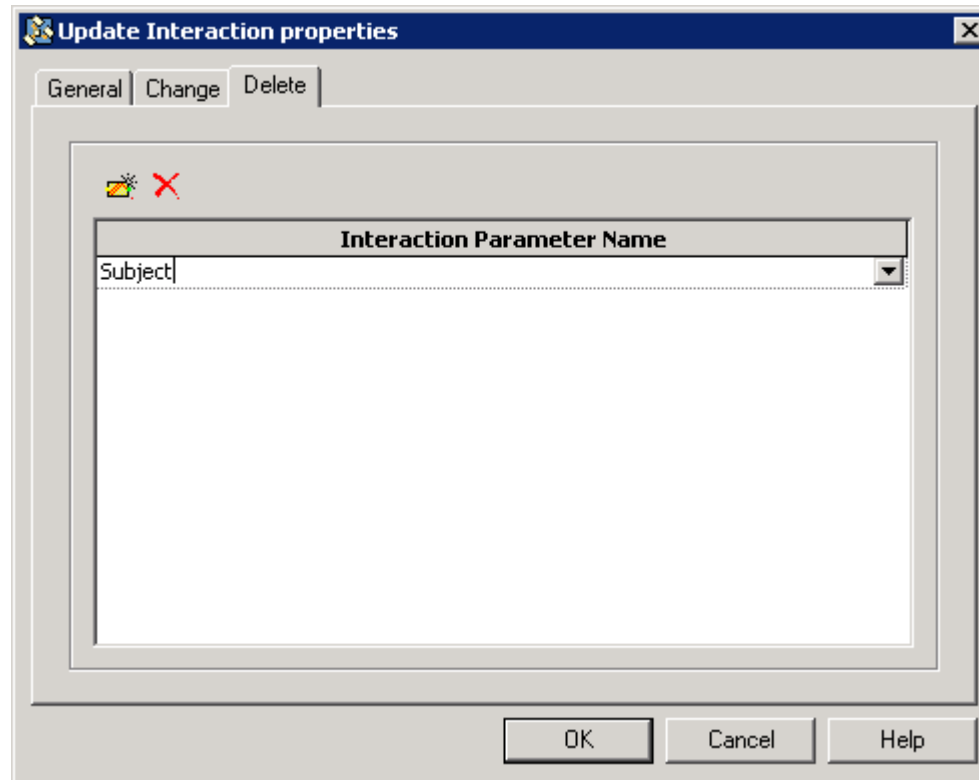 Update Interaction properties
General Change Delete
Interaction Parameter Name
Subject
OK Cancel Help